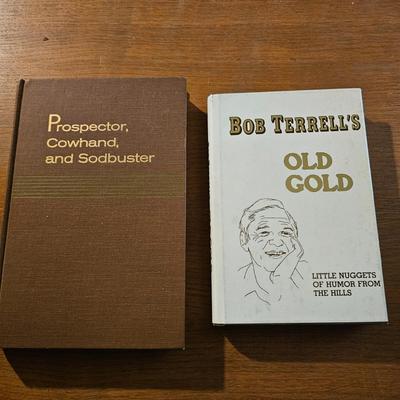 Prospector,
Cowhand,
and Sodbuster
BOB TERRELL'S
OLD
GOLD
LITTLE NUGGETS
OF HUMOR FROM
THE HILLS